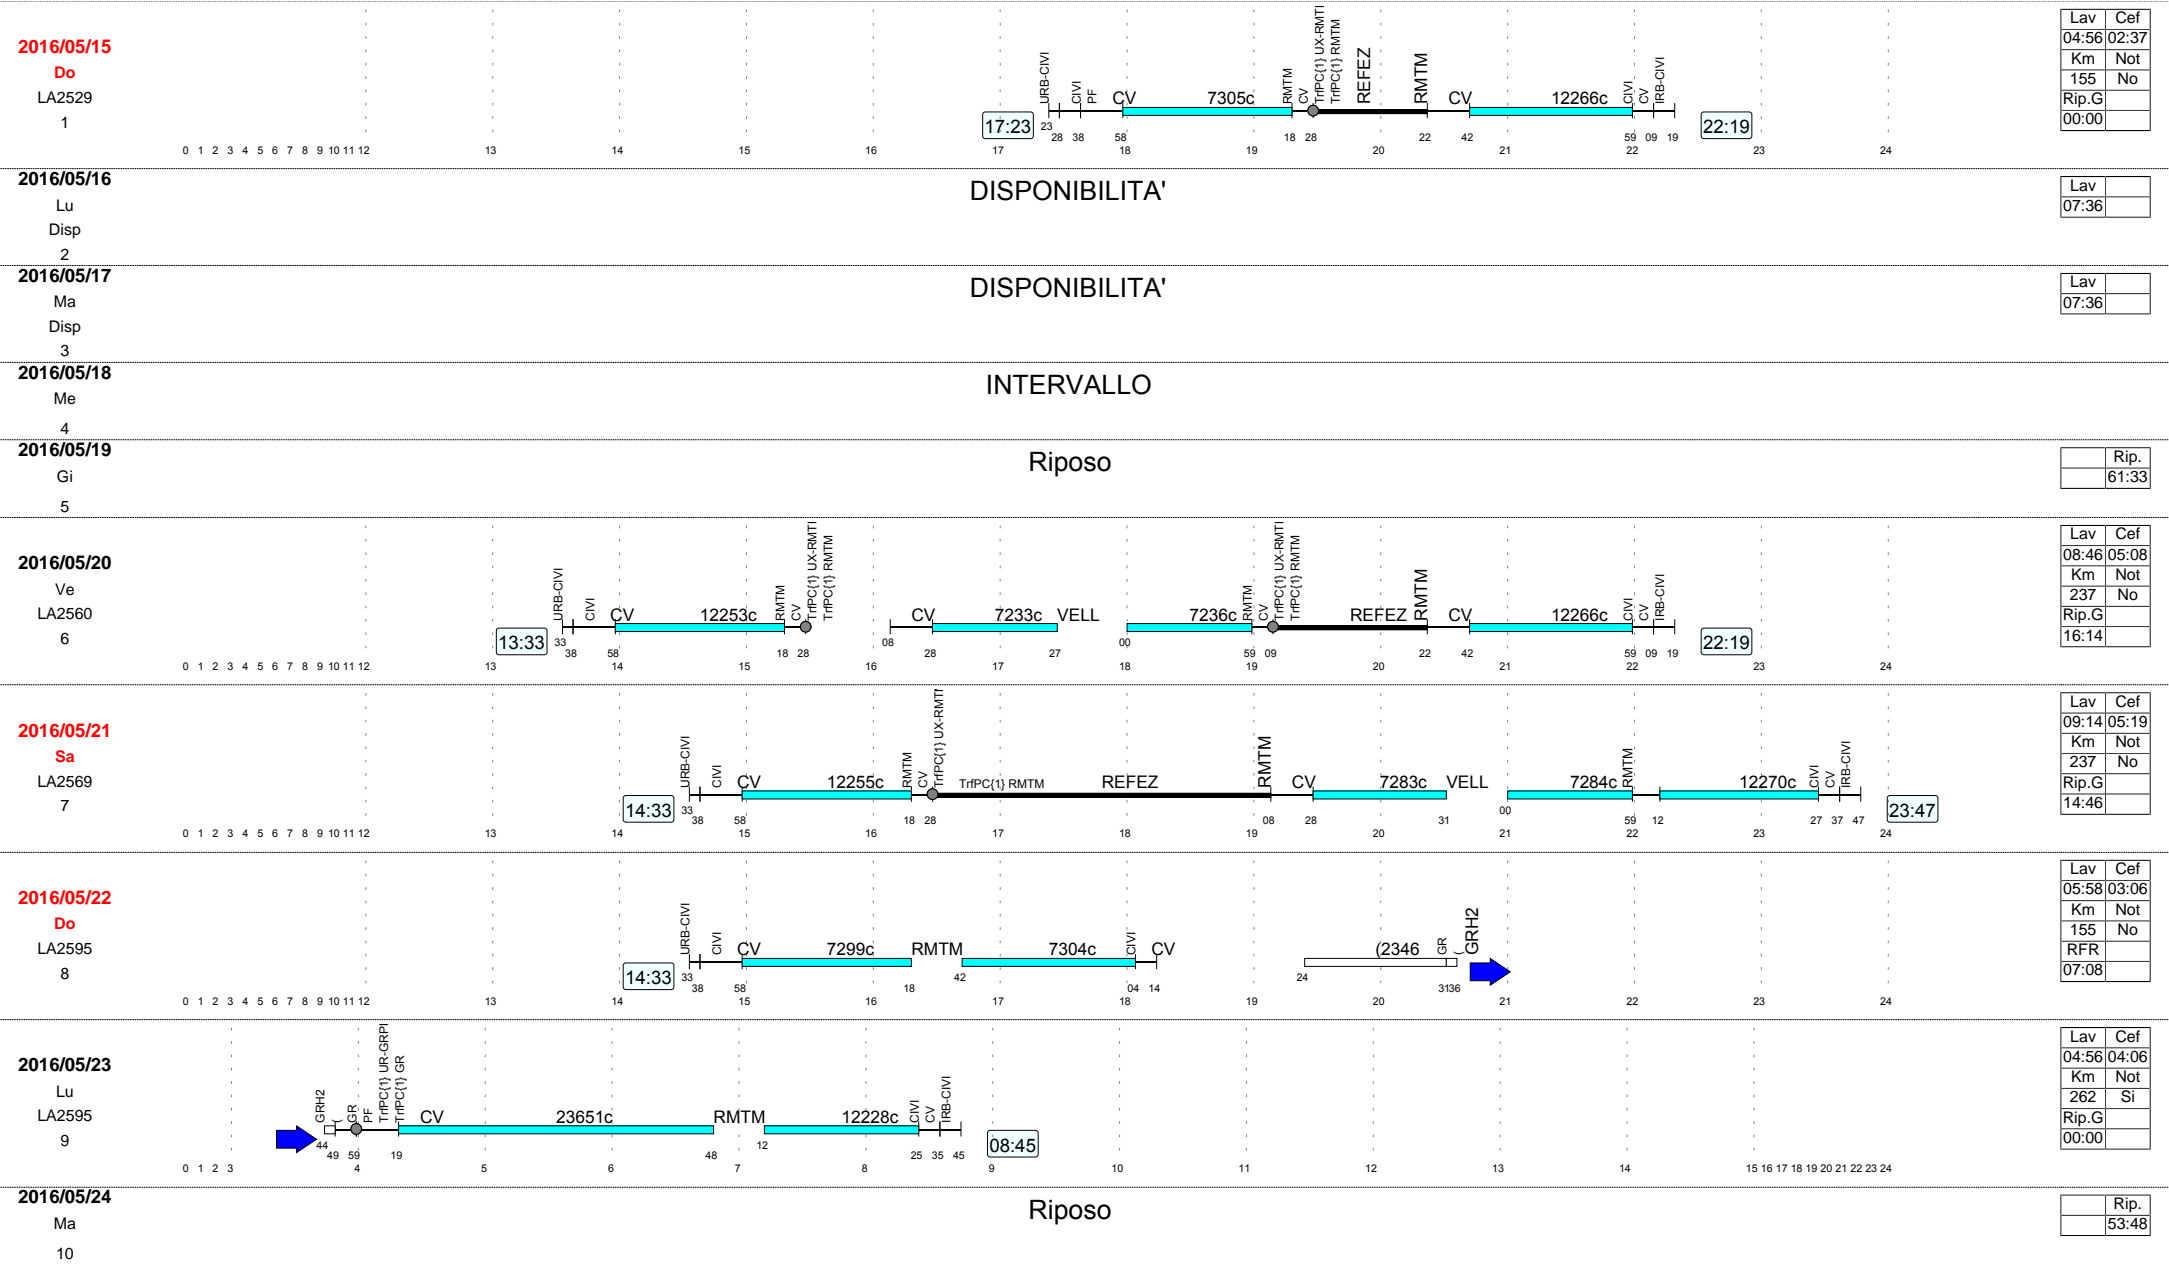 2016/05/15
Do
LA2529
1
17:23
URB-CIVI
CIVI
PF
CV
7305c
RMTM
CV
TrfPC{1} UX-RMTI
TrfPC{1} RMTM
REFEZ
RMTM
CV
12266c
CIVI
CV
IRB-CIVI
22:19
23 28 38 58 18 28 22 42 59 09 19
0 1 2 3 4 5 6 7 8 9 10 11 12 13 14 15 16 17 18 19 20 21 22 23 24
Lav Cef
04:56 02:37
Km Not
155 No
Rip.G
00:00
2016/05/16
Lu
Disp
2
DISPONIBILITA'
Lav
07:36
2016/05/17
Ma
Disp
3
DISPONIBILITA'
Lav
07:36
2016/05/18
Me
4
INTERVALLO
2016/05/19
Gi
5
Riposo
Rip.
61:33
2016/05/20
Ve
LA2560
6
13:33
URB-CIVI
CIVI
CV
12253c
RMTM
CV
TrfPC{1} UX-RMTI
TrfPC{1} RMTM
CV
7233c
VELL
7236c
RMTM
CV
TrfPC{1} UX-RMTI
TrfPC{1} RMTM
REFEZ
RMTM
CV
12266c
CIVI
CV
IRB-CIVI
22:19
33 38 58 18 28 08 28 27 00 59 09 22 42 59 09 19
0 1 2 3 4 5 6 7 8 9 10 11 12 13 14 15 16 17 18 19 20 21 22 23 24
Lav Cef
08:46 05:08
Km Not
237 No
Rip.G
16:14
2016/05/21
Sa
LA2569
7
14:33
URB-CIVI
CIVI
CV
12255c
RMTM
CV
TrfPC{1} UX-RMTI
TrfPC{1} RMTM
REFEZ
RMTM
CV
7283c
VELL
7284c
RMTM
12270c
CIVI
CV
IRB-CIVI
23:47
33 38 58 18 28 08 28 31 00 59 12 27 37 47
0 1 2 3 4 5 6 7 8 9 10 11 12 13 14 15 16 17 18 19 20 21 22 23 24
Lav Cef
09:14 05:19
Km Not
237 No
Rip.G
14:46
2016/05/22
Do
LA2595
8
14:33
URB-CIVI
CIVI
CV
7299c
RMTM
7304c
CIVI
CV
(2346
GR
(
GRH2
33 38 58 18 42 04 14 24 31 36
0 1 2 3 4 5 6 7 8 9 10 11 12 13 14 15 16 17 18 19 20 21 22 23 24
Lav Cef
05:58 03:06
Km Not
155 No
RFR
07:08
2016/05/23
Lu
LA2595
9
GRH2
(
GR
PF
TrfPC{1} UR-GRPI
TrfPC{1} GR
CV
23651c
RMTM
12228c
CIVI
CV
IRB-CIVI
08:45
44 49 59 19 48 12 25 35 45
0 1 2 3 4 5 6 7 8 9 10 11 12 13 14 15 16 17 18 19 20 21 22 23 24
Lav Cef
04:56 04:06
Km Not
262 Si
Rip.G
00:00
2016/05/24
Ma
10
Riposo
Rip.
53:48